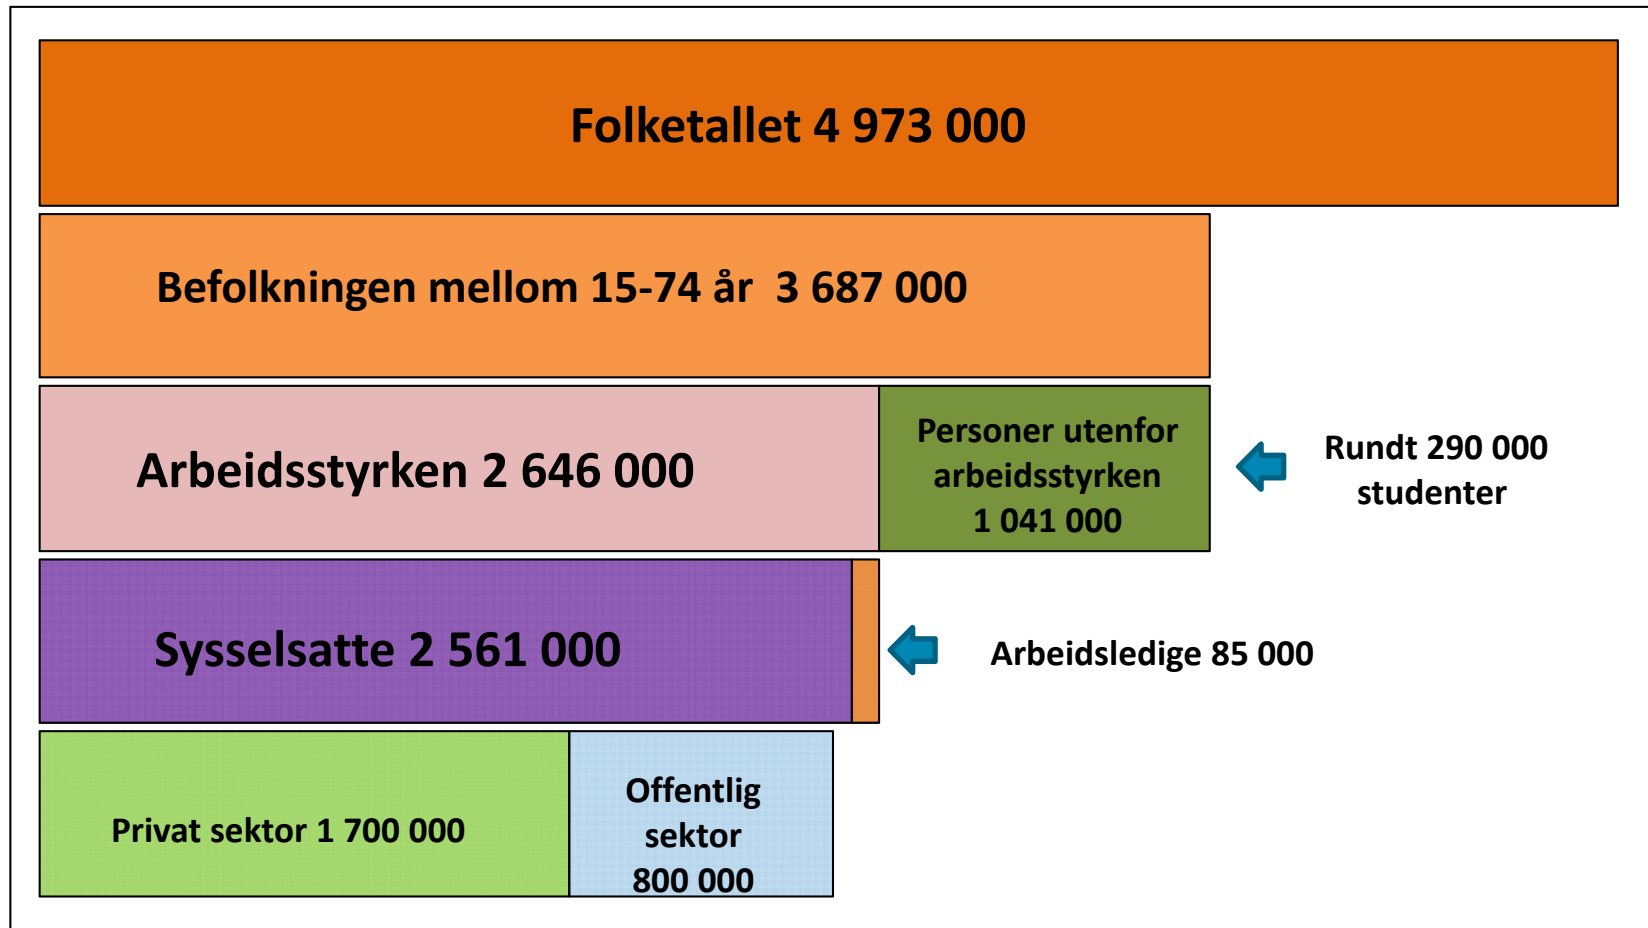 Folketallet 4 973 000
Befolkningen mellom 15-74 år  3 687 000
Arbeidsstyrken 2 646 000
Personer utenfor
arbeidsstyrken
1 041 000
Rundt 290 000
studenter
Sysselsatte 2 561 000
Arbeidsledige 85 000
Privat sektor 1 700 000
Offentlig
sektor
800 000